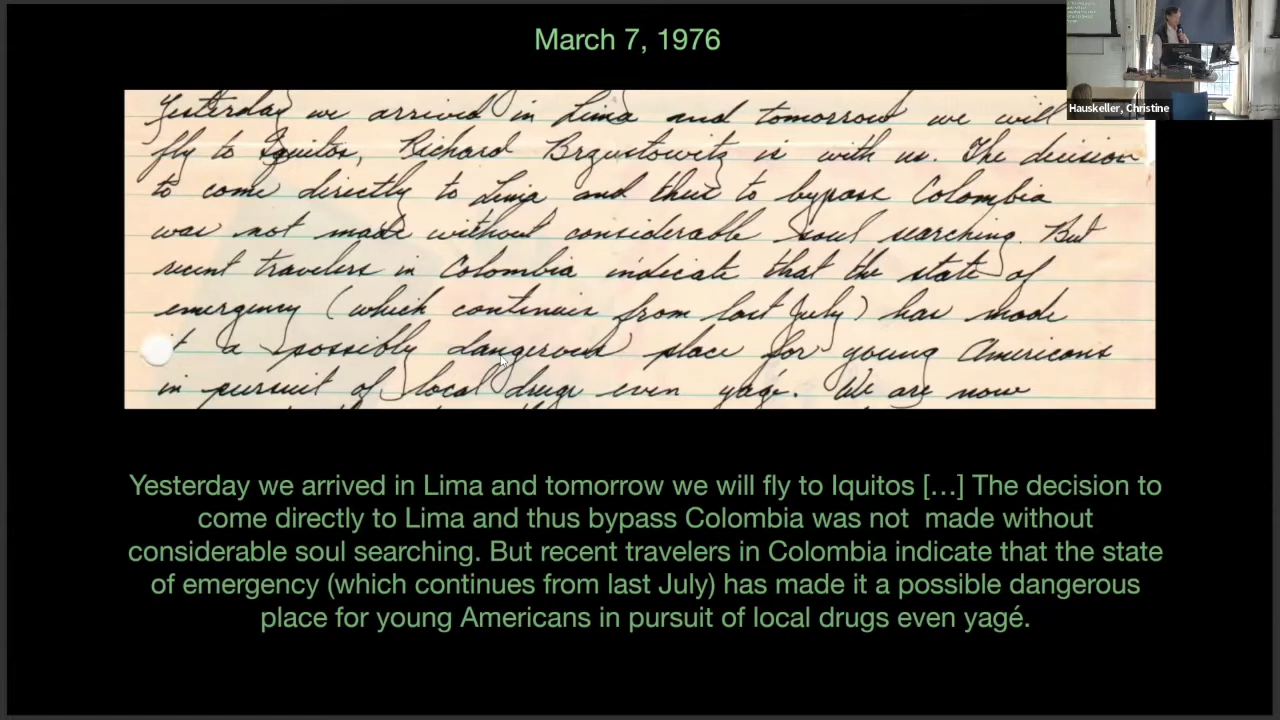 March 7, 1976
Hauskeller, Christine
Yesterday we arrived in Lima and tomorrow we will
fly to Iquitos, Richard Brzustowitz is with us. The decision
to come directly to Lima and thus to bypass Colombia
was not made without considerable soul searching. But
recent travelers in Colombia indicate that the state of
emergency (which continues from last July) has made
it a possibly dangerous place for young Americans
in pursuit of local drugs even yagé. We are now
Yesterday we arrived in Lima and tomorrow we will fly to Iquitos […] The decision to
come directly to Lima and thus bypass Colombia was not made without
considerable soul searching. But recent travelers in Colombia indicate that the state
of emergency (which continues from last July) has made it a possible dangerous
place for young Americans in pursuit of local drugs even yagé.